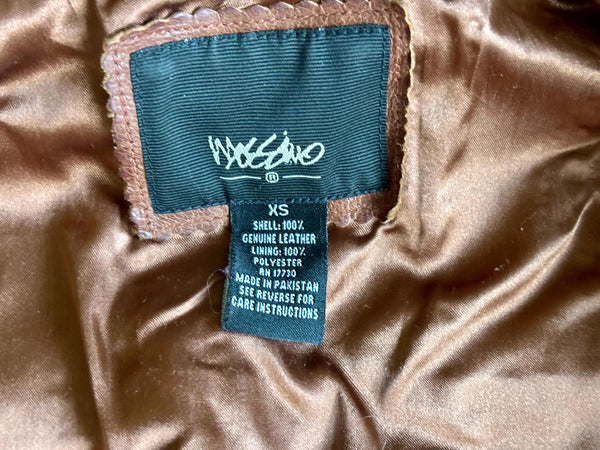 mossimo
®
XS
SHELL: 100%
GENUINE LEATHER
LINING: 100%
POLYESTER
RN 17730
MADE IN PAKISTAN
SEE REVERSE FOR
CARE INSTRUCTIONS